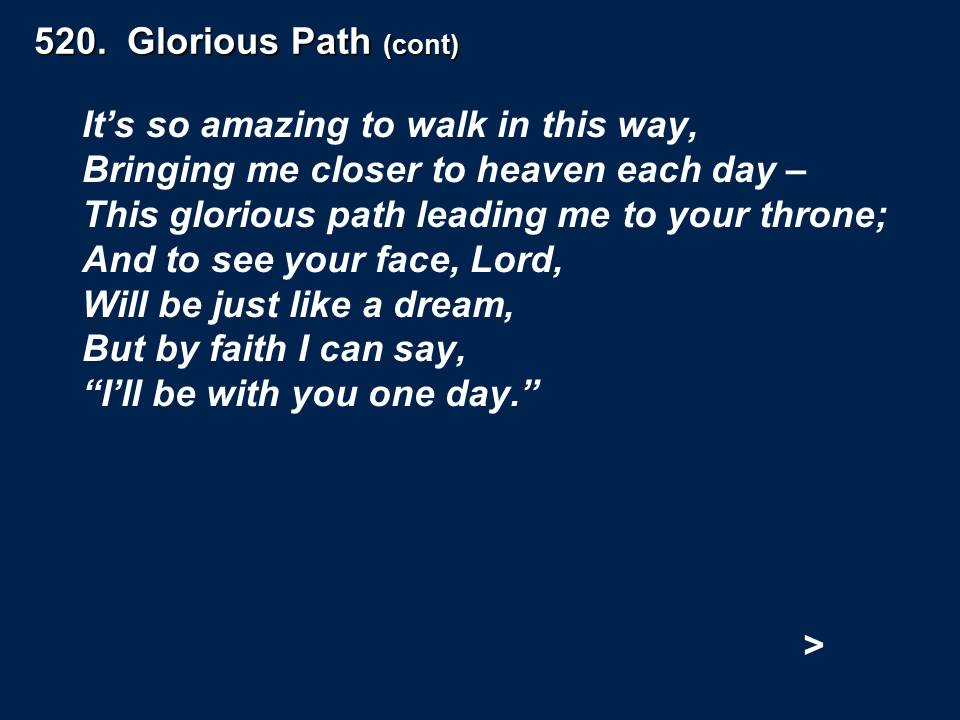 520.  Glorious Path (cont)
It’s so amazing to walk in this way,
Bringing me closer to heaven each day –
This glorious path leading me to your throne;
And to see your face, Lord,
Will be just like a dream,
But by faith I can say,
“I’ll be with you one day.”
>